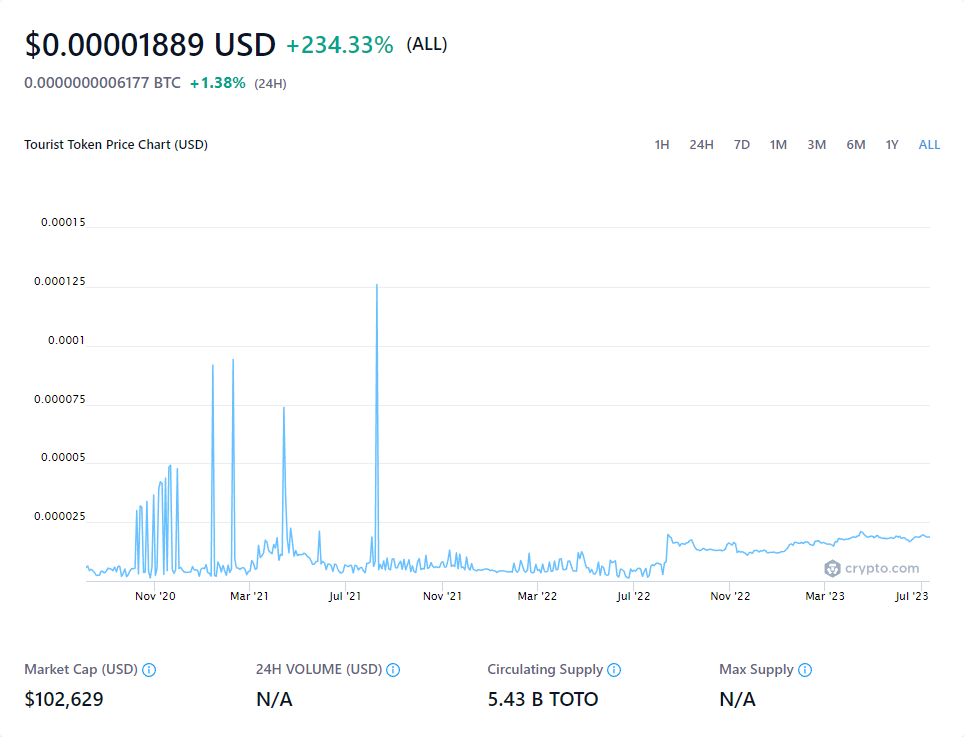 $0.00001889 USD +234.33% (ALL)
0.0000000006177 BTC +1.38% (24H)
Tourist Token Price Chart (USD) 1H 24H 7D 1M 3M 6M 1Y ALL
0.00015
0.000125
0.0001
0.000075
0.00005
0.000025
crypto.com
Nov '20 Mar '21 Jul '21 Nov '21 Mar '22 Jul '22 Nov '22 Mar '23 Jul '23
Market Cap (USD) 24H VOLUME (USD) Circulating Supply Max Supply
$102,629 N/A 5.43 B TOTO N/A